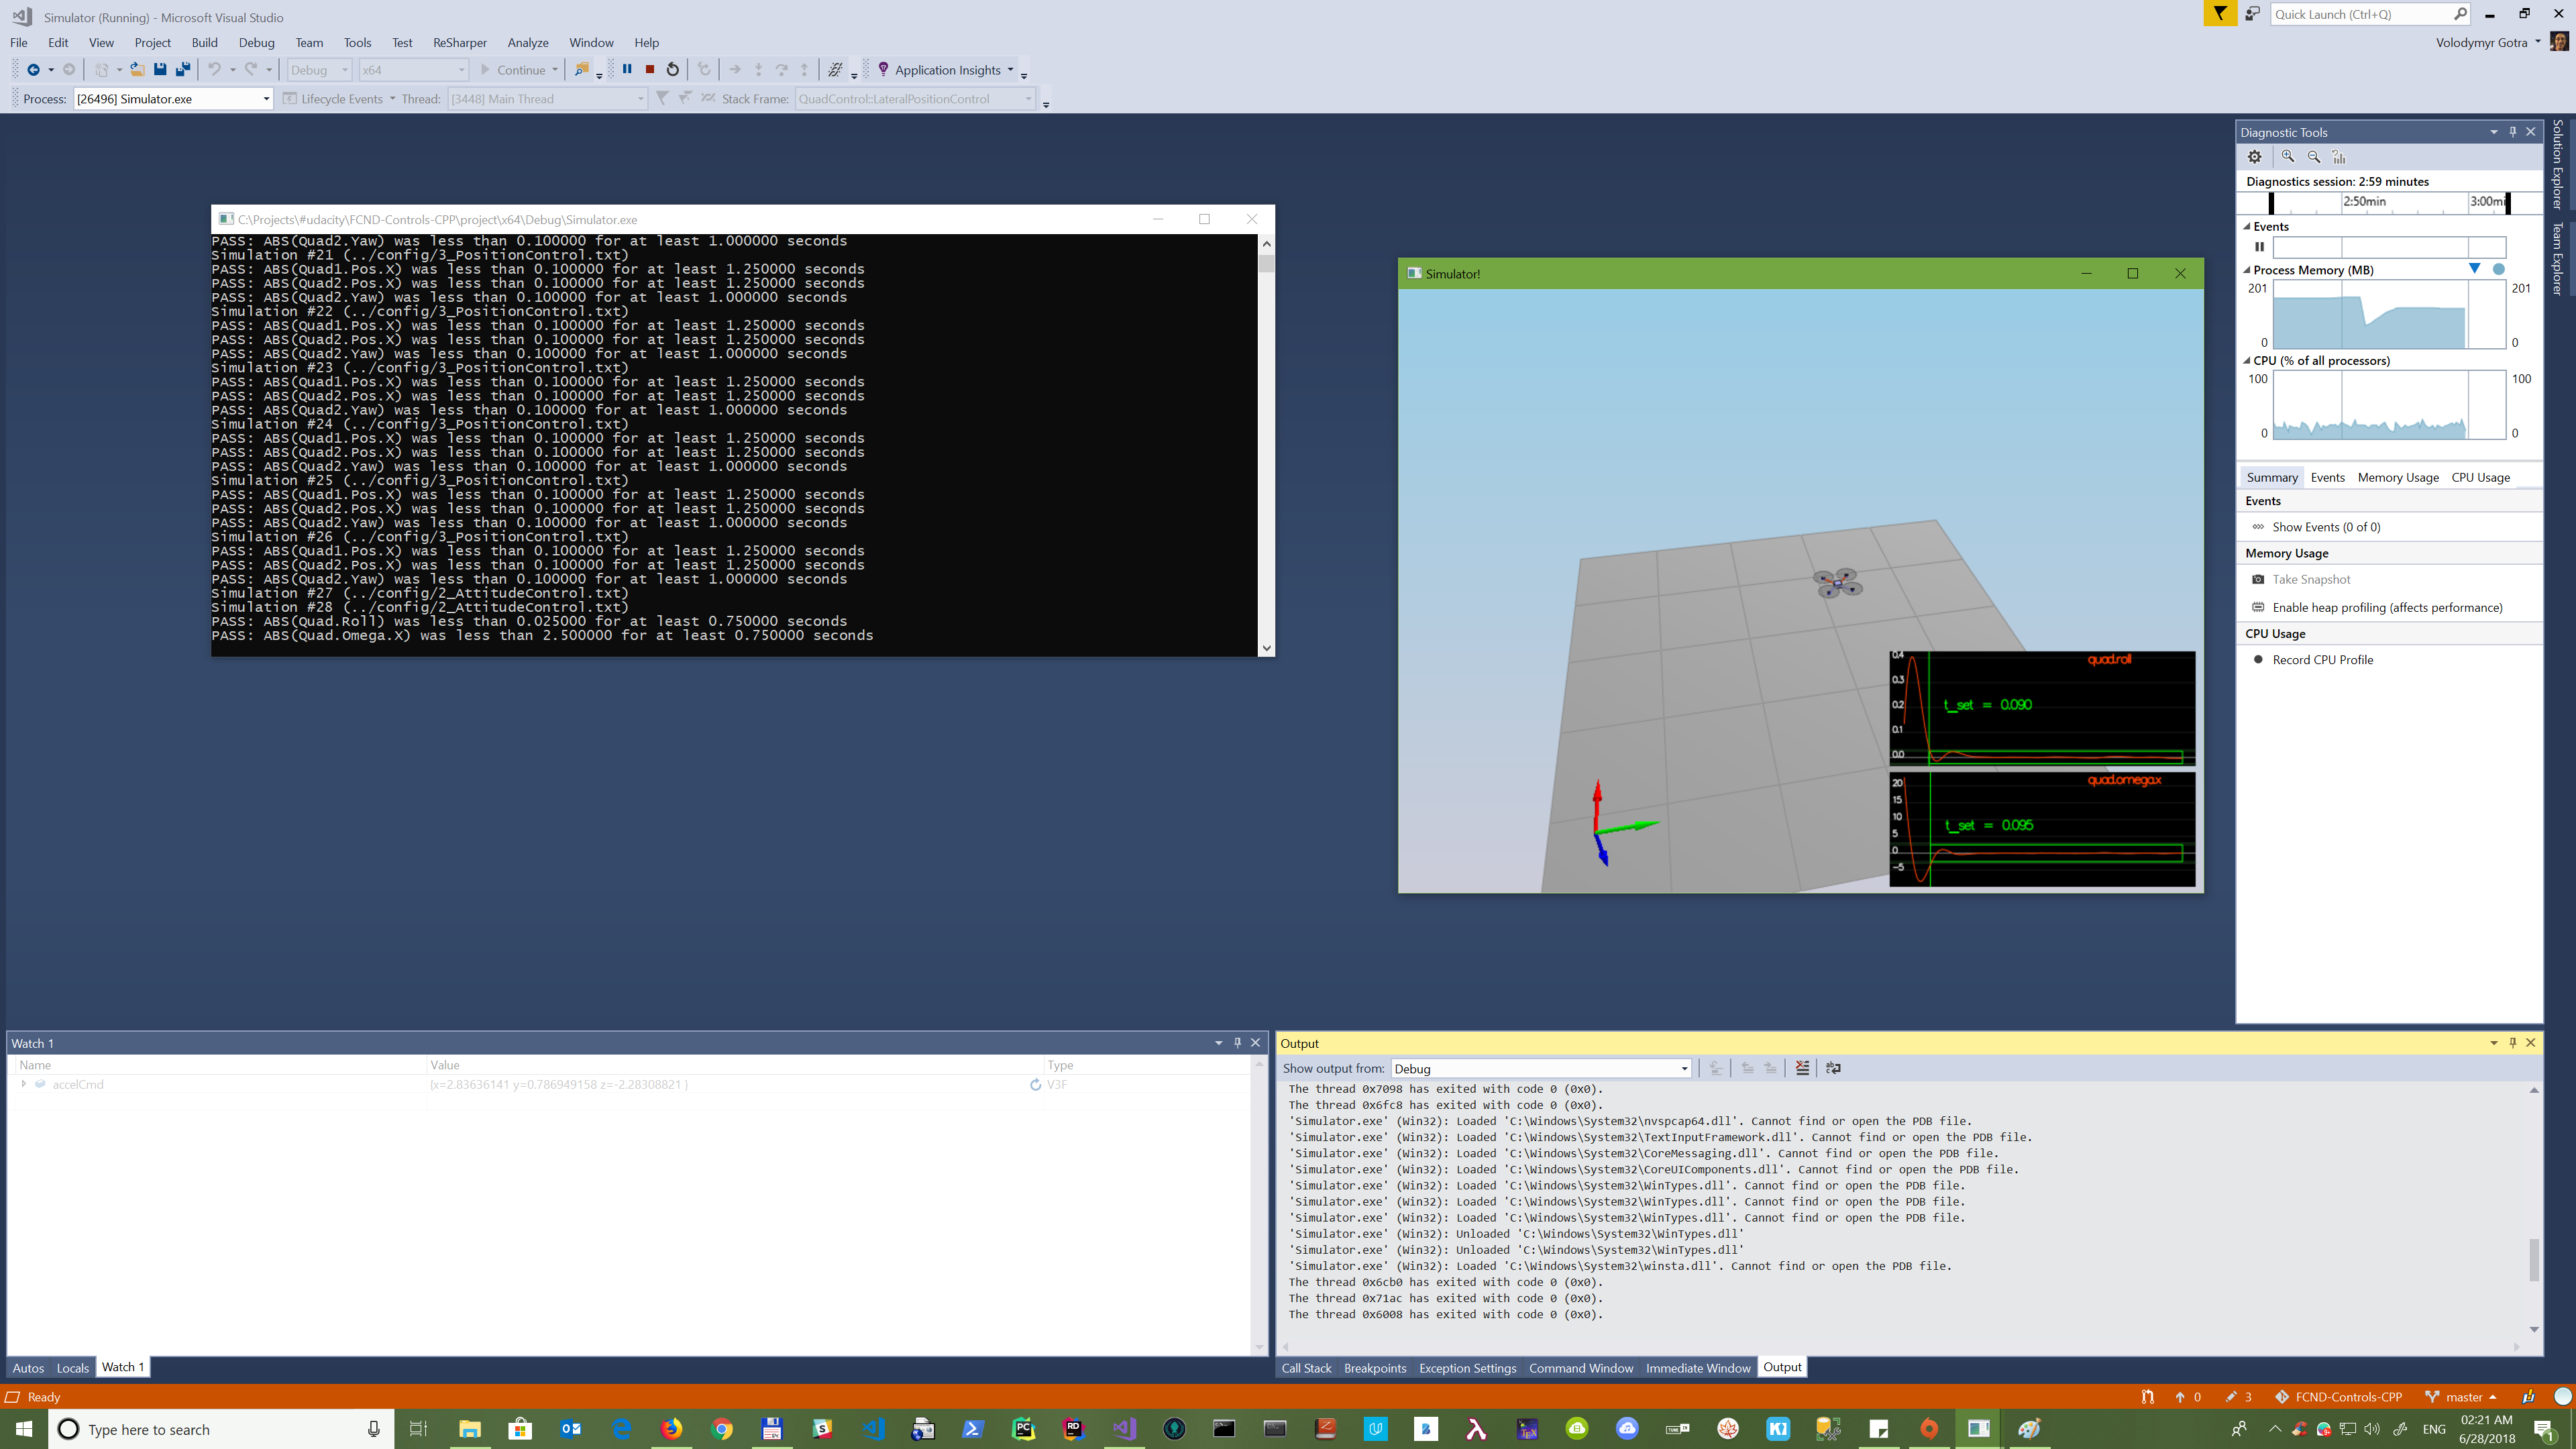 Simulator (Running) - Microsoft Visual Studio
Quick Launch (Ctrl+Q)
File Edit View Project Build Debug Team Tools Test ReSharper Analyze Window Help
Volodymyr Gotra
Debug x64 Continue Application Insights
Process: [26496] Simulator.exe Lifecycle Events Thread: [3448] Main Thread Stack Frame: QuadControl::LateralPositionControl
C:\Projects\#udacity\FCND-Controls-CPP\project\x64\Debug\Simulator.exe
PASS: ABS(Quad2.Yaw) was less than 0.100000 for at least 1.000000 seconds
Simulation #21 (../config/3_PositionControl.txt)
PASS: ABS(Quad1.Pos.X) was less than 0.100000 for at least 1.250000 seconds
PASS: ABS(Quad2.Pos.X) was less than 0.100000 for at least 1.250000 seconds
PASS: ABS(Quad2.Yaw) was less than 0.100000 for at least 1.000000 seconds
Simulation #22 (../config/3_PositionControl.txt)
PASS: ABS(Quad1.Pos.X) was less than 0.100000 for at least 1.250000 seconds
PASS: ABS(Quad2.Pos.X) was less than 0.100000 for at least 1.250000 seconds
PASS: ABS(Quad2.Yaw) was less than 0.100000 for at least 1.000000 seconds
Simulation #23 (../config/3_PositionControl.txt)
PASS: ABS(Quad1.Pos.X) was less than 0.100000 for at least 1.250000 seconds
PASS: ABS(Quad2.Pos.X) was less than 0.100000 for at least 1.250000 seconds
PASS: ABS(Quad2.Yaw) was less than 0.100000 for at least 1.000000 seconds
Simulation #24 (../config/3_PositionControl.txt)
PASS: ABS(Quad1.Pos.X) was less than 0.100000 for at least 1.250000 seconds
PASS: ABS(Quad2.Pos.X) was less than 0.100000 for at least 1.250000 seconds
PASS: ABS(Quad2.Yaw) was less than 0.100000 for at least 1.000000 seconds
Simulation #25 (../config/3_PositionControl.txt)
PASS: ABS(Quad1.Pos.X) was less than 0.100000 for at least 1.250000 seconds
PASS: ABS(Quad2.Pos.X) was less than 0.100000 for at least 1.250000 seconds
PASS: ABS(Quad2.Yaw) was less than 0.100000 for at least 1.000000 seconds
Simulation #26 (../config/3_PositionControl.txt)
PASS: ABS(Quad1.Pos.X) was less than 0.100000 for at least 1.250000 seconds
PASS: ABS(Quad2.Pos.X) was less than 0.100000 for at least 1.250000 seconds
PASS: ABS(Quad2.Yaw) was less than 0.100000 for at least 1.000000 seconds
Simulation #27 (../config/2_AttitudeControl.txt)
Simulation #28 (../config/2_AttitudeControl.txt)
PASS: ABS(Quad.Roll) was less than 0.025000 for at least 0.750000 seconds
PASS: ABS(Quad.Omega.X) was less than 2.500000 for at least 0.750000 seconds
Simulator!
0.4 quad.roll
0.3
0.2 t_set = 0.090
0.1
0.0
20 quad.omega.x
15
10
5 t_set = 0.095
0
-5
Diagnostic Tools
Diagnostics session: 2:59 minutes
2:50min 3:00mi
Events
Process Memory (MB)
201 201
0 0
CPU (% of all processors)
100 100
0 0
Summary Events Memory Usage CPU Usage
Events
Show Events (0 of 0)
Memory Usage
Take Snapshot
Enable heap profiling (affects performance)
CPU Usage
Record CPU Profile
Solution Explorer
Team Explorer
Watch 1
Name Value Type
accelCmd {x=2.83636141 y=0.786949158 z=-2.28308821 } V3F
Autos Locals Watch 1
Output
Show output from: Debug
The thread 0x7098 has exited with code 0 (0x0).
The thread 0x6fc8 has exited with code 0 (0x0).
'Simulator.exe' (Win32): Loaded 'C:\Windows\System32\nvspcap64.dll'. Cannot find or open the PDB file.
'Simulator.exe' (Win32): Loaded 'C:\Windows\System32\TextInputFramework.dll'. Cannot find or open the PDB file.
'Simulator.exe' (Win32): Loaded 'C:\Windows\System32\CoreMessaging.dll'. Cannot find or open the PDB file.
'Simulator.exe' (Win32): Loaded 'C:\Windows\System32\CoreUIComponents.dll'. Cannot find or open the PDB file.
'Simulator.exe' (Win32): Loaded 'C:\Windows\System32\WinTypes.dll'. Cannot find or open the PDB file.
'Simulator.exe' (Win32): Loaded 'C:\Windows\System32\WinTypes.dll'. Cannot find or open the PDB file.
'Simulator.exe' (Win32): Loaded 'C:\Windows\System32\WinTypes.dll'. Cannot find or open the PDB file.
'Simulator.exe' (Win32): Unloaded 'C:\Windows\System32\WinTypes.dll'
'Simulator.exe' (Win32): Unloaded 'C:\Windows\System32\WinTypes.dll'
'Simulator.exe' (Win32): Loaded 'C:\Windows\System32\winsta.dll'. Cannot find or open the PDB file.
The thread 0x6cb0 has exited with code 0 (0x0).
The thread 0x71ac has exited with code 0 (0x0).
The thread 0x6008 has exited with code 0 (0x0).
Call Stack Breakpoints Exception Settings Command Window Immediate Window Output
Ready 0 3 FCND-Controls-CPP master
Type here to search
ENG
02:21 AM
6/28/2018